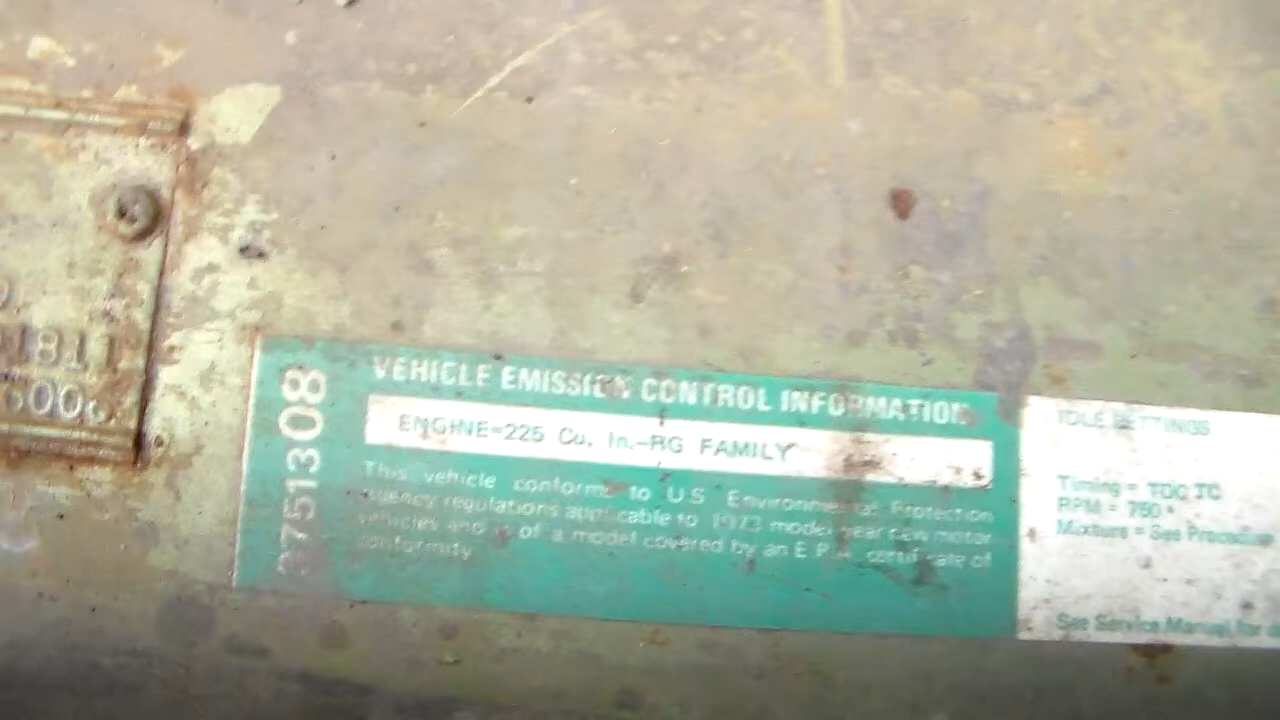 VEHICLE EMISSION CONTROL INFORMATION
ENGINE-225 Cu. In.-RG FAMILY
This vehicle conforms to U.S Environmental Protection
Agency regulations applicable to 1973 model year new motor
vehicles and is of a model covered by an E.P.A. certificate of
conformity.
751308
IDLE SETTINGS
Timing = TDC TC
RPM = 750
Mixture = See Procedure
See Service Manual for